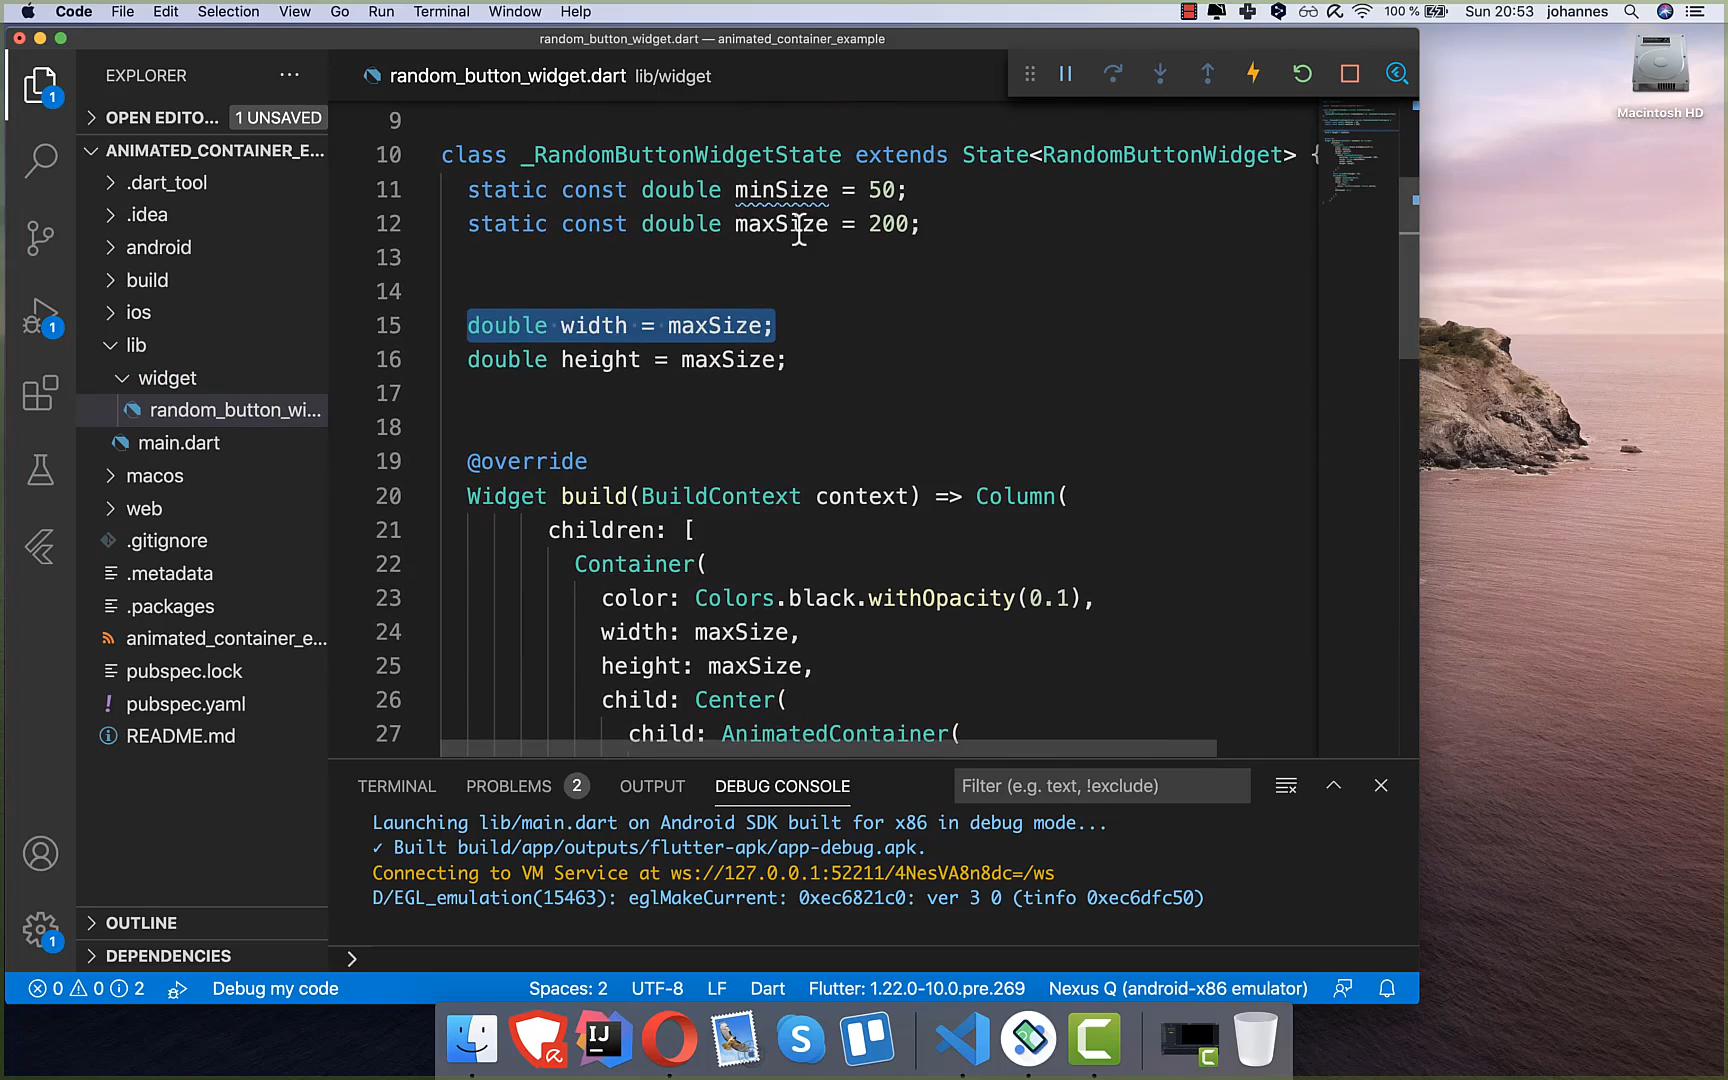 Code File Edit Selection View Go Run Terminal Window Help 100 % Sun 20:53 johannes
random_button_widget.dart — animated_container_example
Macintosh HD
EXPLORER
OPEN EDITO... 1 UNSAVED
ANIMATED_CONTAINER_E...
.dart_tool
.idea
android
build
ios
lib
widget
random_button_wi...
main.dart
macos
web
.gitignore
.metadata
.packages
animated_container_e...
pubspec.lock
! pubspec.yaml
README.md
OUTLINE
DEPENDENCIES
1
1
1
random_button_widget.dart lib/widget
9
10 class _RandomButtonWidgetState extends State<RandomButtonWidget> {
11 static const double minSize = 50;
12 static const double maxSize = 200;
13
14
15 double width = maxSize;
16 double height = maxSize;
17
18
19 @override
20 Widget build(BuildContext context) => Column(
21 children: [
22 Container(
23 color: Colors.black.withOpacity(0.1),
24 width: maxSize,
25 height: maxSize,
26 child: Center(
27 child: AnimatedContainer(
TERMINAL PROBLEMS 2 OUTPUT DEBUG CONSOLE Filter (e.g. text, !exclude)
Launching lib/main.dart on Android SDK built for x86 in debug mode...
✓ Built build/app/outputs/flutter-apk/app-debug.apk.
Connecting to VM Service at ws://127.0.0.1:52211/4NesVA8n8dc=/ws
D/EGL_emulation(15463): eglMakeCurrent: 0xec6821c0: ver 3 0 (tinfo 0xec6dfc50)
>
0 0 2 Debug my code Spaces: 2 UTF-8 LF Dart Flutter: 1.22.0-10.0.pre.269 Nexus Q (android-x86 emulator)
IJ S C C